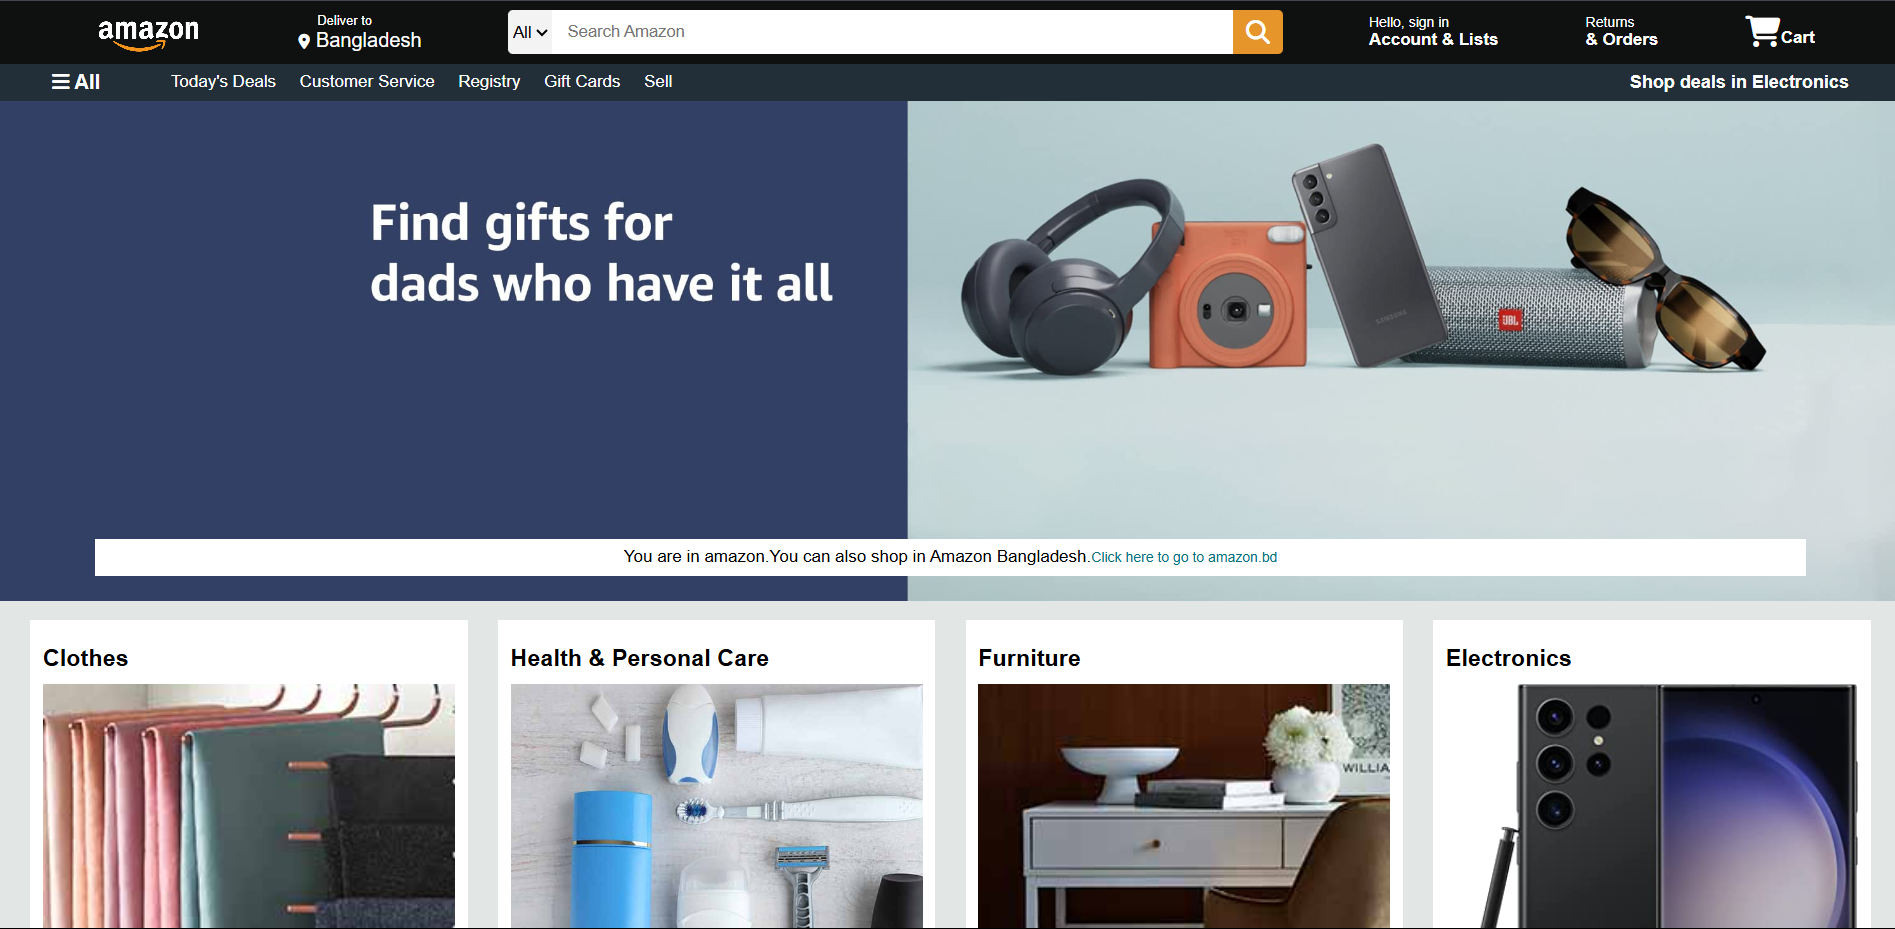 amazon
Deliver to
Bangladesh
All
Search Amazon
Hello, sign in
Account & Lists
Returns
& Orders
Cart
All
Today's Deals
Customer Service
Registry
Gift Cards
Sell
Shop deals in Electronics
Find gifts for
dads who have it all
SAMSUNG
JBL
You are in amazon.You can also shop in Amazon Bangladesh.Click here to go to amazon.bd
Clothes
Health & Personal Care
Furniture
Electronics
WILLIA